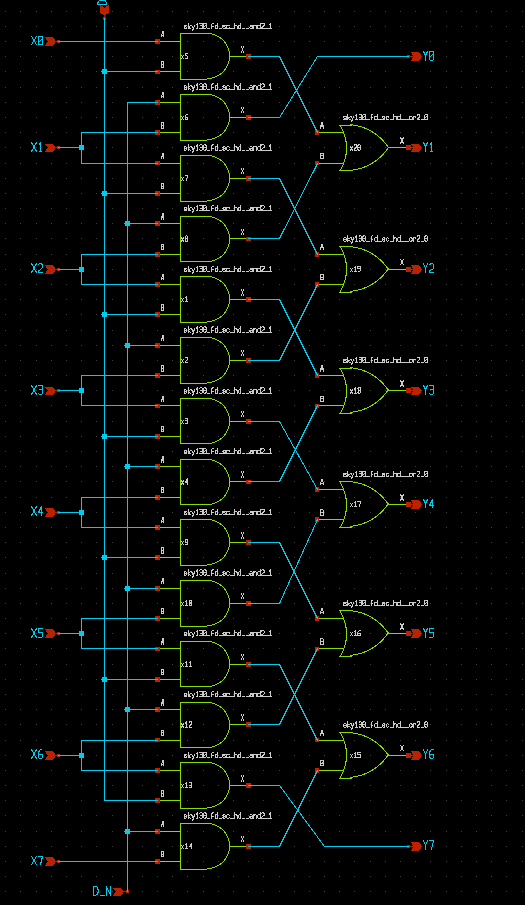 D
sky130_fd_sc_hd__and2_1
X0 A x5 X Y0
B
sky130_fd_sc_hd__and2_1
A x6 X
sky130_fd_sc_hd__or2_0
X1 B A x20 X Y1
sky130_fd_sc_hd__and2_1
A x7 X B
B
sky130_fd_sc_hd__and2_1
A x8 X
sky130_fd_sc_hd__or2_0
X2 B A x19 X Y2
sky130_fd_sc_hd__and2_1
A x1 X B
B
sky130_fd_sc_hd__and2_1
A x2 X
sky130_fd_sc_hd__or2_0
X3 B A x18 X Y3
sky130_fd_sc_hd__and2_1
A x3 X B
B
sky130_fd_sc_hd__and2_1
A x4 X
sky130_fd_sc_hd__or2_0
X4 B A x17 X Y4
sky130_fd_sc_hd__and2_1
A x9 X B
B
sky130_fd_sc_hd__and2_1
A x10 X
sky130_fd_sc_hd__or2_0
X5 B A x16 X Y5
sky130_fd_sc_hd__and2_1
A x11 X B
B
sky130_fd_sc_hd__and2_1
A x12 X
sky130_fd_sc_hd__or2_0
X6 B A x15 X Y6
sky130_fd_sc_hd__and2_1
A x13 X B
B
sky130_fd_sc_hd__and2_1
A x14 X Y7
X7 B
D_N